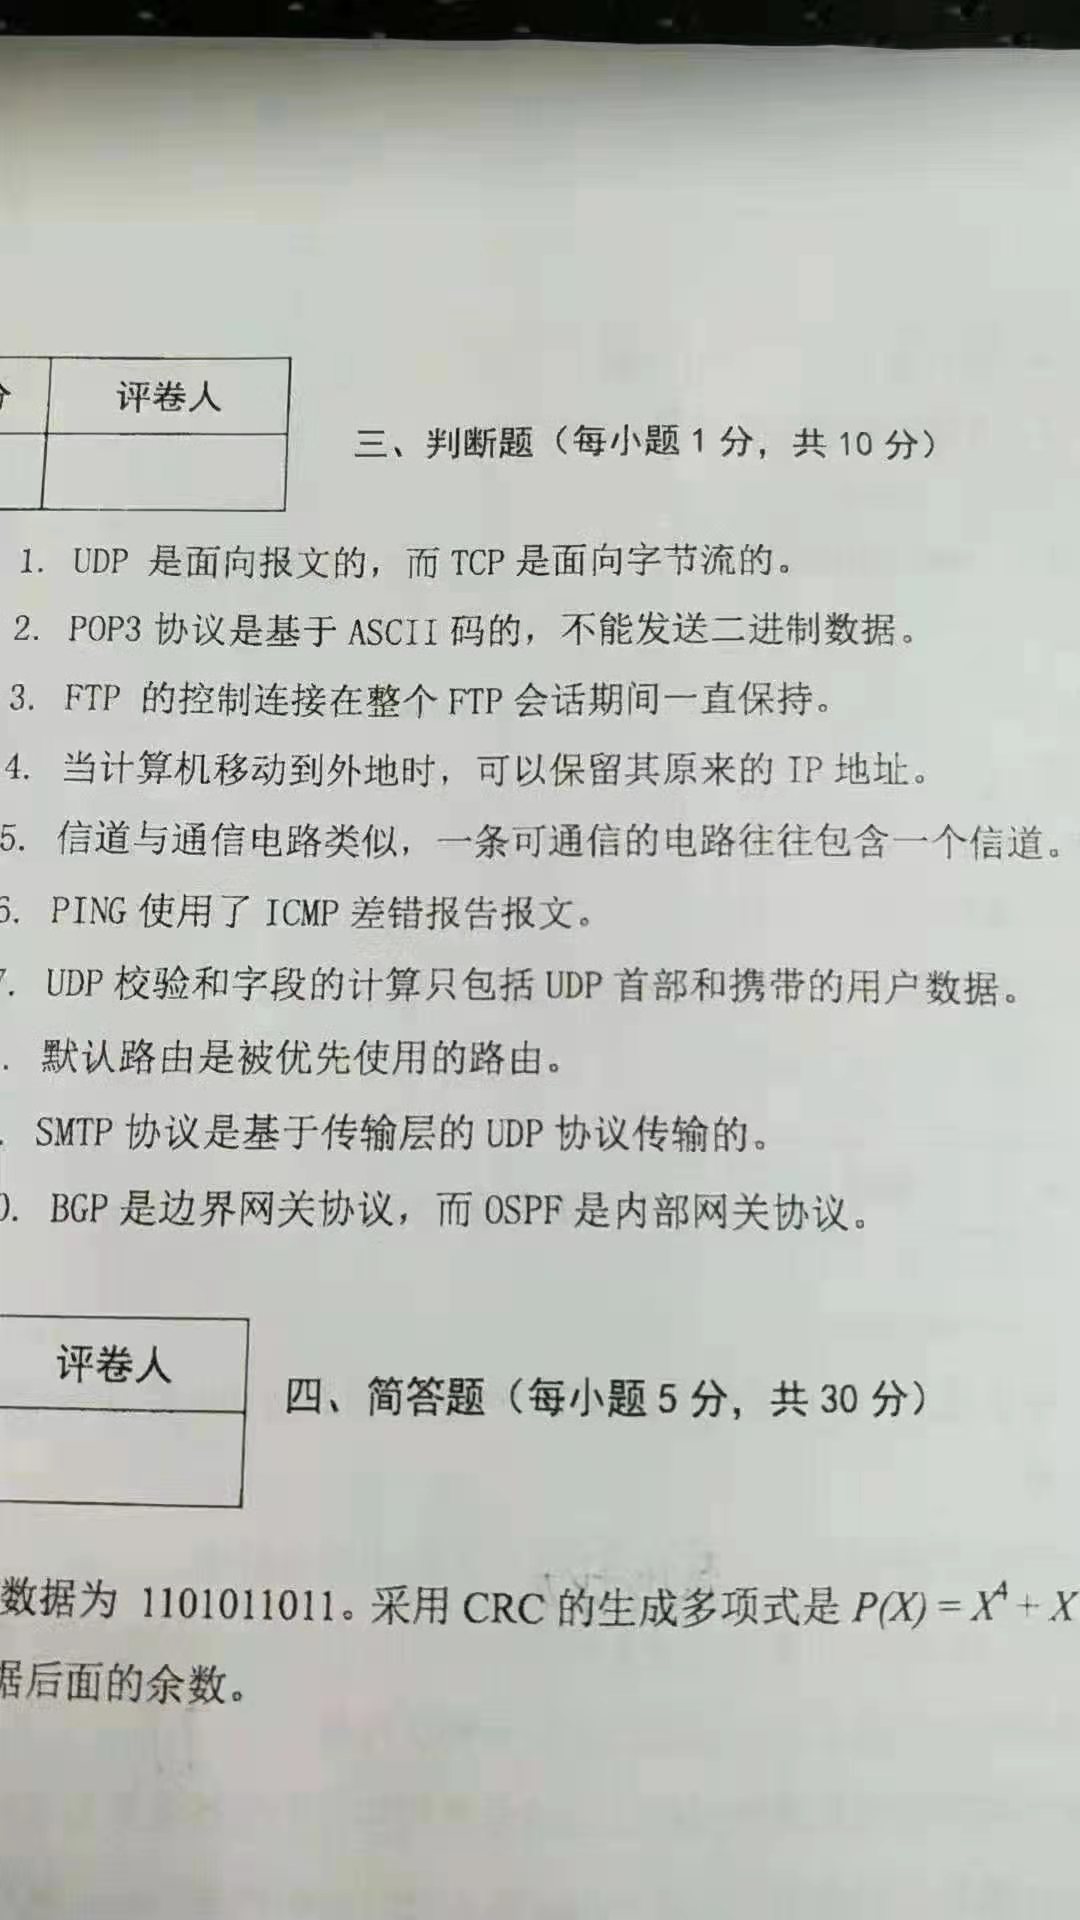 评卷人
三、判断题（每小题 1 分，共 10 分）
1. UDP 是面向报文的，而 TCP 是面向字节流的。
2. POP3 协议是基于 ASCII 码的，不能发送二进制数据。
3. FTP 的控制连接在整个 FTP 会话期间一直保持。
4. 当计算机移动到外地时，可以保留其原来的 IP 地址。
5. 信道与通信电路类似，一条可通信的电路往往包含一个信道。
6. PING 使用了 ICMP 差错报告报文。
7. UDP 校验和字段的计算只包括 UDP 首部和携带的用户数据。
. 默认路由是被优先使用的路由。
. SMTP 协议是基于传输层的 UDP 协议传输的。
0. BGP 是边界网关协议，而 OSPF 是内部网关协议。
评卷人
四、简答题（每小题 5 分，共 30 分）
数据为 1101011011。采用 CRC 的生成多项式是 P(X) = X⁴ + X
据后面的余数。